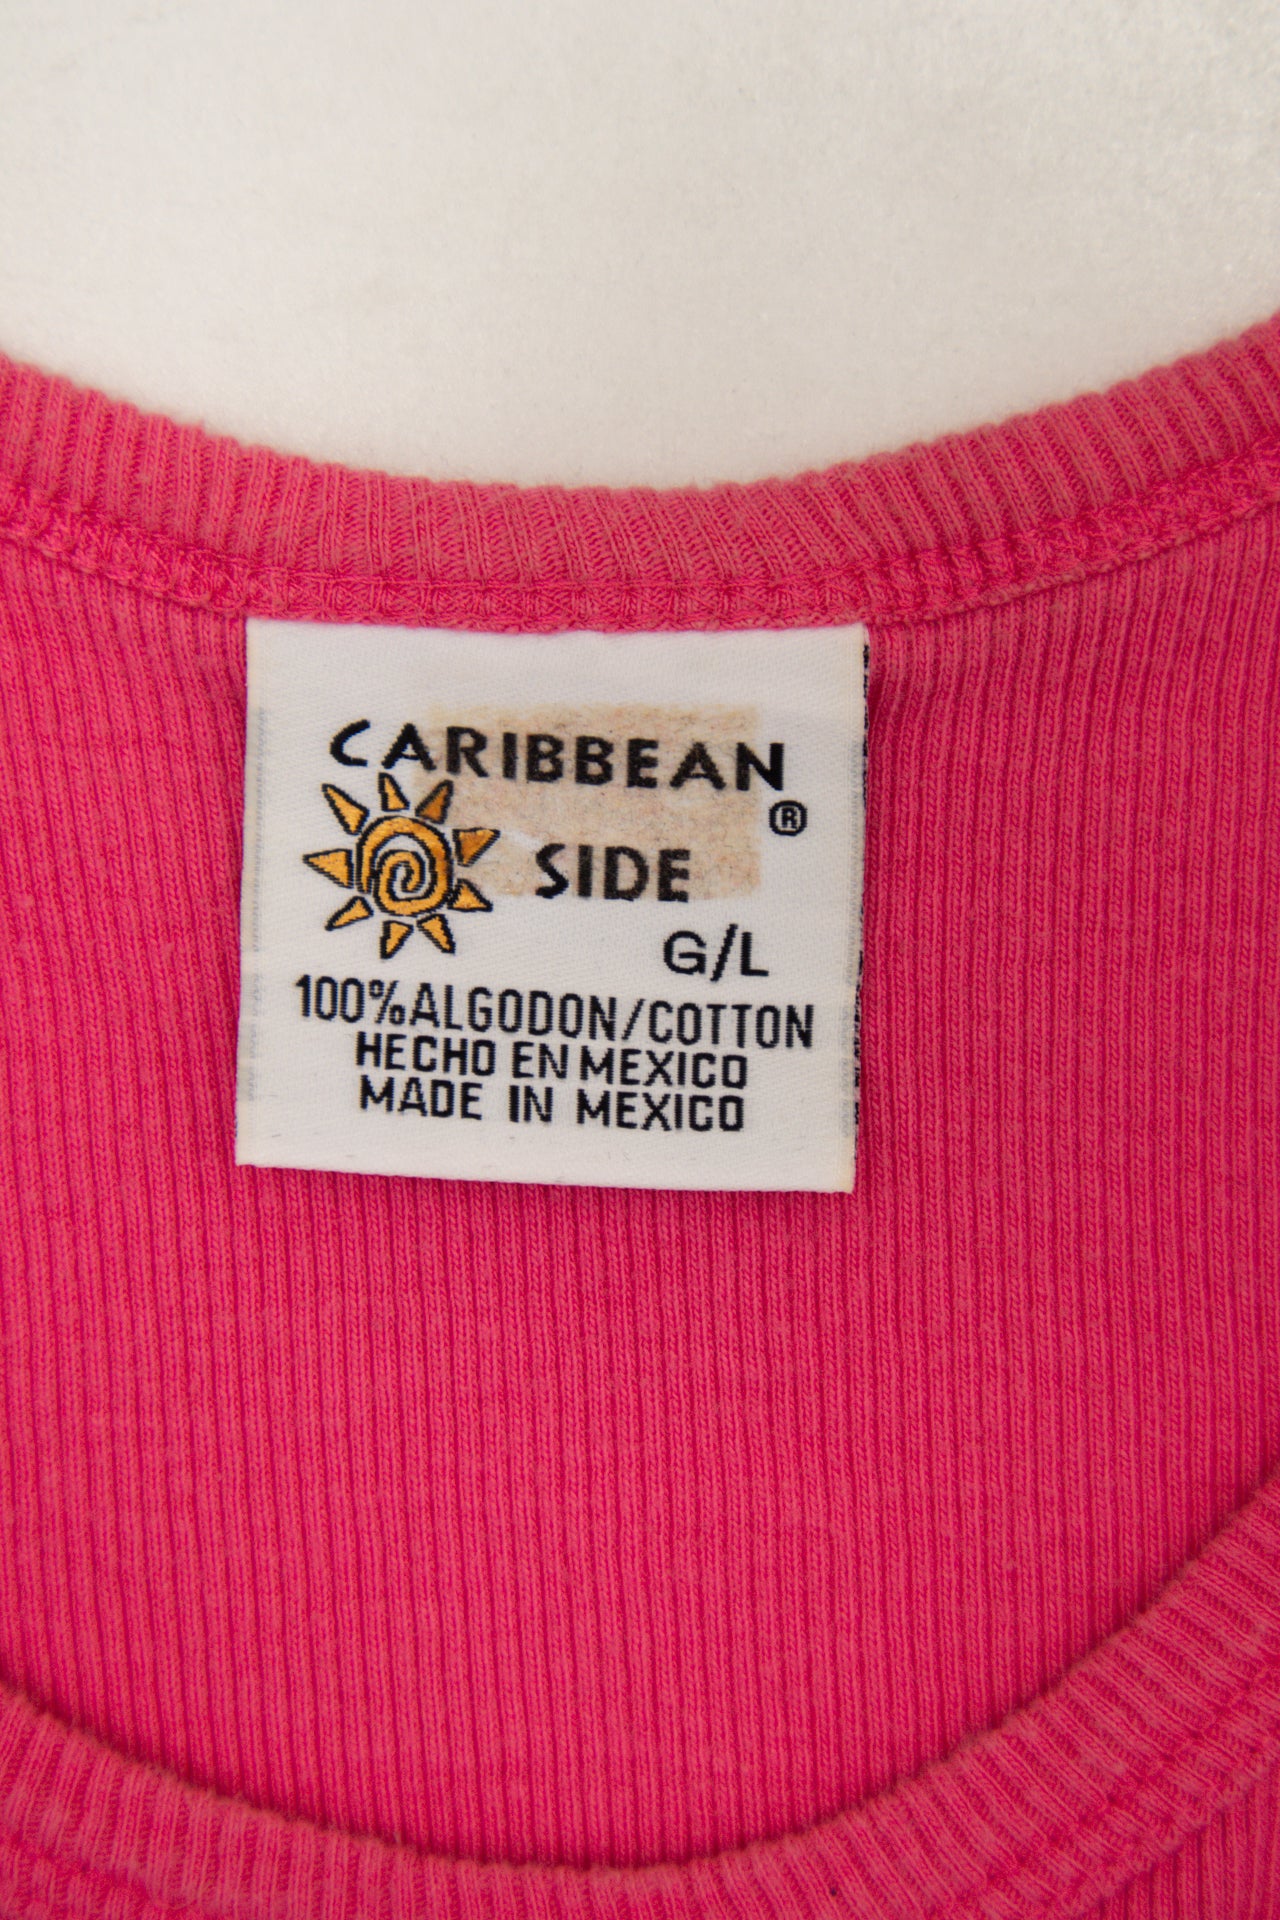 CARIBBEAN
®
SIDE
G/L
100%ALGODON/COTTON
HECHO EN MEXICO
MADE IN MEXICO